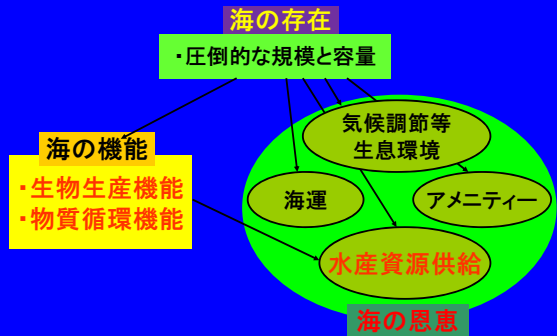 海の存在
・圧倒的な規模と容量
気候調節等
生息環境
海の機能
・生物生産機能
・物質循環機能
海運
アメニティー
水産資源供給
海の恩恵